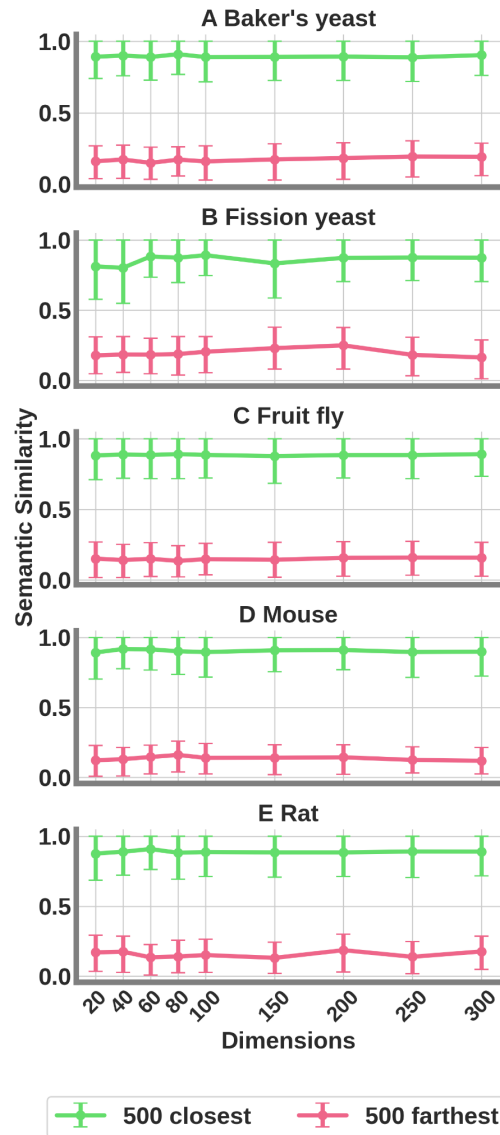 A Baker's yeast
1.0
0.5
0.0
B Fission yeast
1.0
0.5
0.0
C Fruit fly
1.0
0.5
0.0
Semantic Similarity
D Mouse
1.0
0.5
0.0
E Rat
1.0
0.5
0.0
20 40 60 80 100 150 200 250 300
Dimensions
500 closest 500 farthest